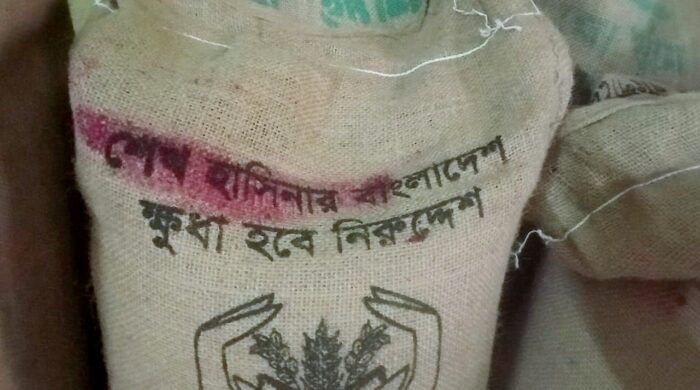 শেখ হাসিনার বাংলাদেশ
ক্ষুধা হবে নিরুদ্দেশ